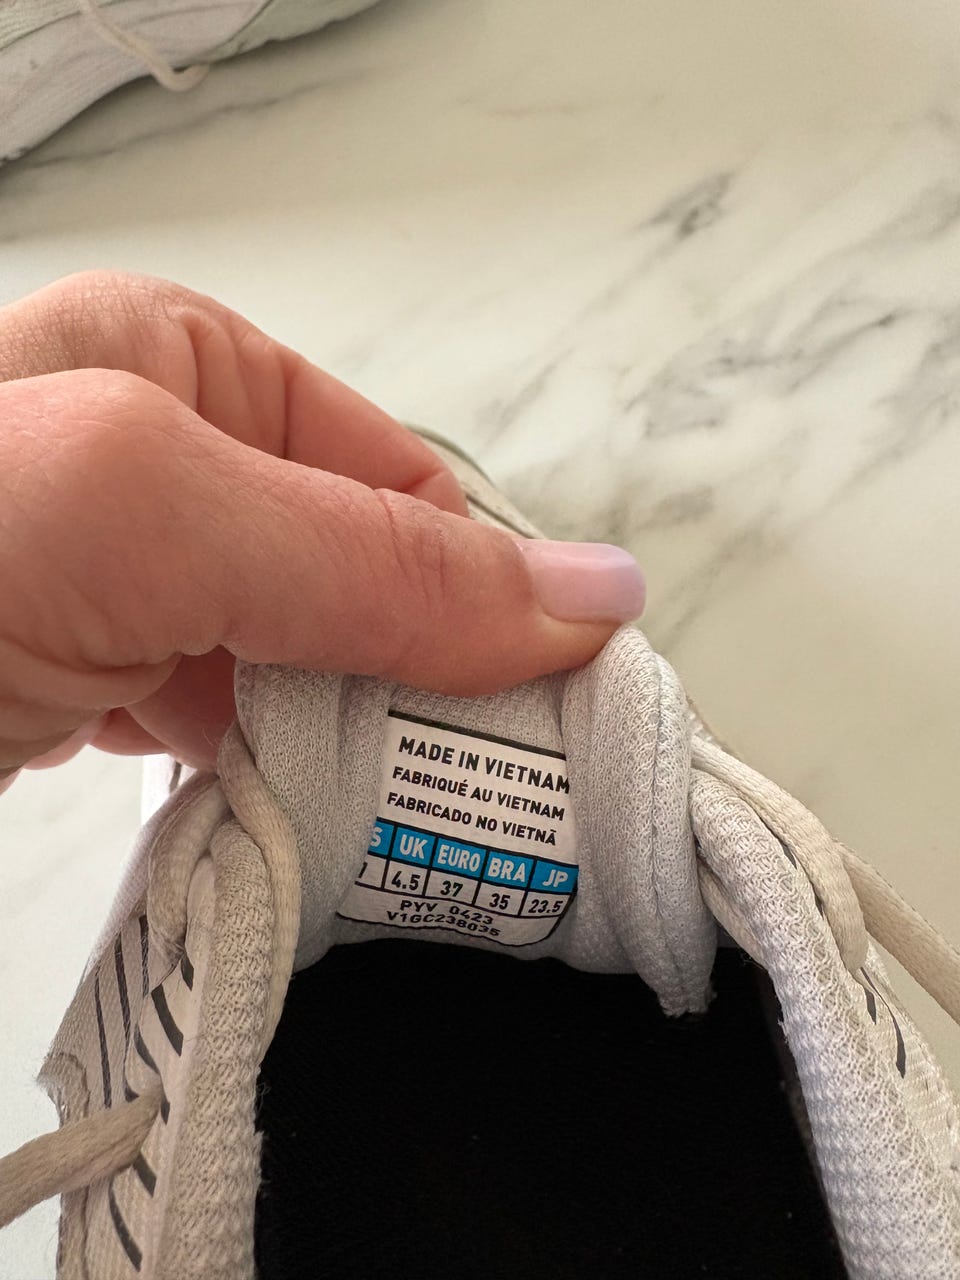 MADE IN VIETNAM
FABRIQUÉ AU VIETNAM
FABRICADO NO VIETNÃ
UK EURO BRA JP
4.5 37 35 23.5
PYV 0423
V1GC238035